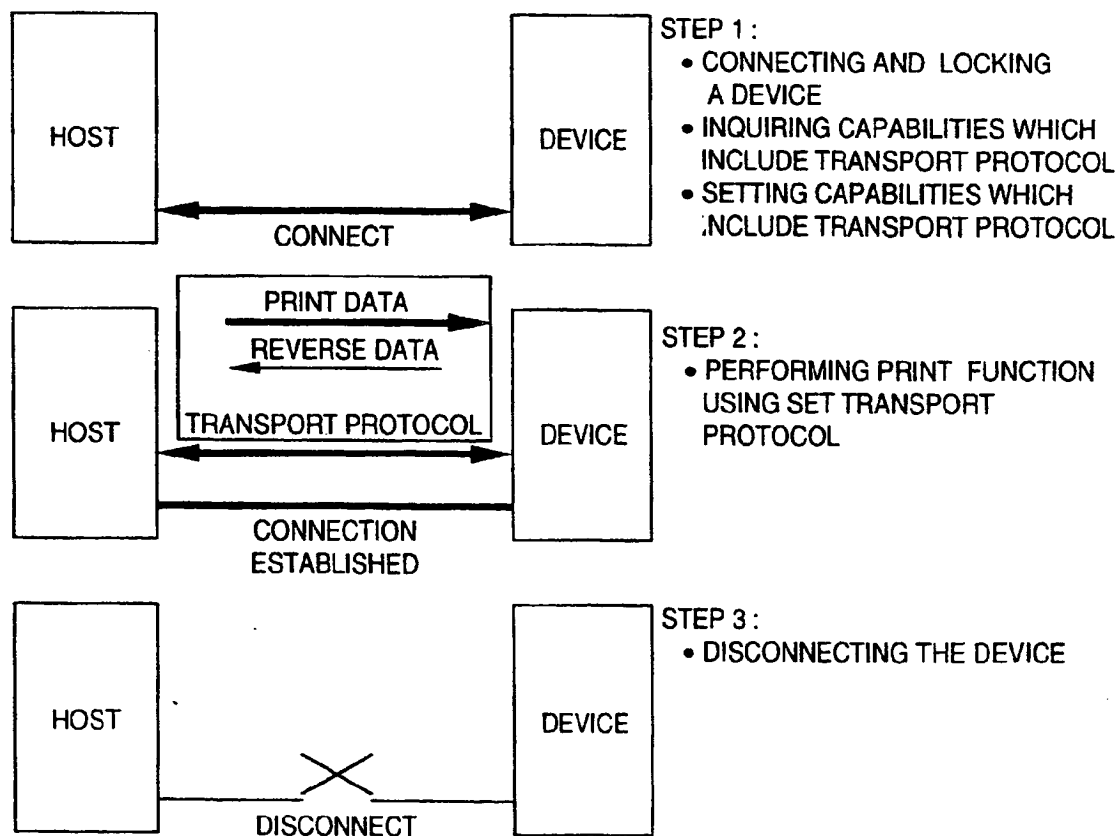 HOST
DEVICE
CONNECT
STEP 1 :
• CONNECTING AND LOCKING
A DEVICE
• INQUIRING CAPABILITIES WHICH
INCLUDE TRANSPORT PROTOCOL
• SETTING CAPABILITIES WHICH
INCLUDE TRANSPORT PROTOCOL
PRINT DATA
REVERSE DATA
TRANSPORT PROTOCOL
HOST
DEVICE
CONNECTION
ESTABLISHED
STEP 2 :
• PERFORMING PRINT FUNCTION
USING SET TRANSPORT
PROTOCOL
HOST
DEVICE
DISCONNECT
STEP 3 :
• DISCONNECTING THE DEVICE